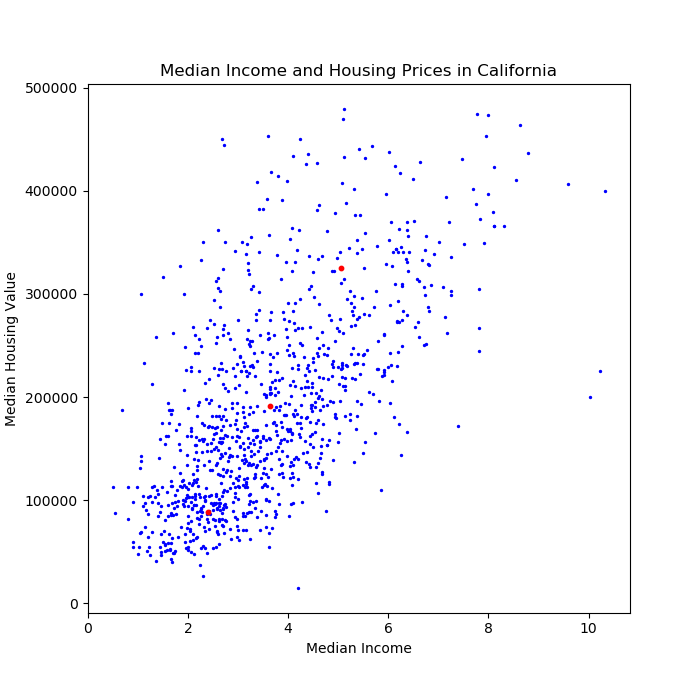 Median Income and Housing Prices in California
500000
400000
300000
200000
100000
0
Median Housing Value
0 2 4 6 8 10
Median Income